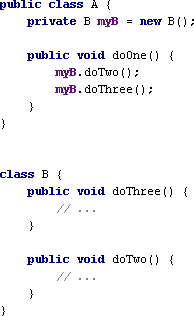 public class A {
    private B myB = new B();

    public void doOne() {
        myB.doTwo();
        myB.doThree();
    }
}

class B {
    public void doThree() {
        // ...
    }

    public void doTwo() {
        // ...
    }
}